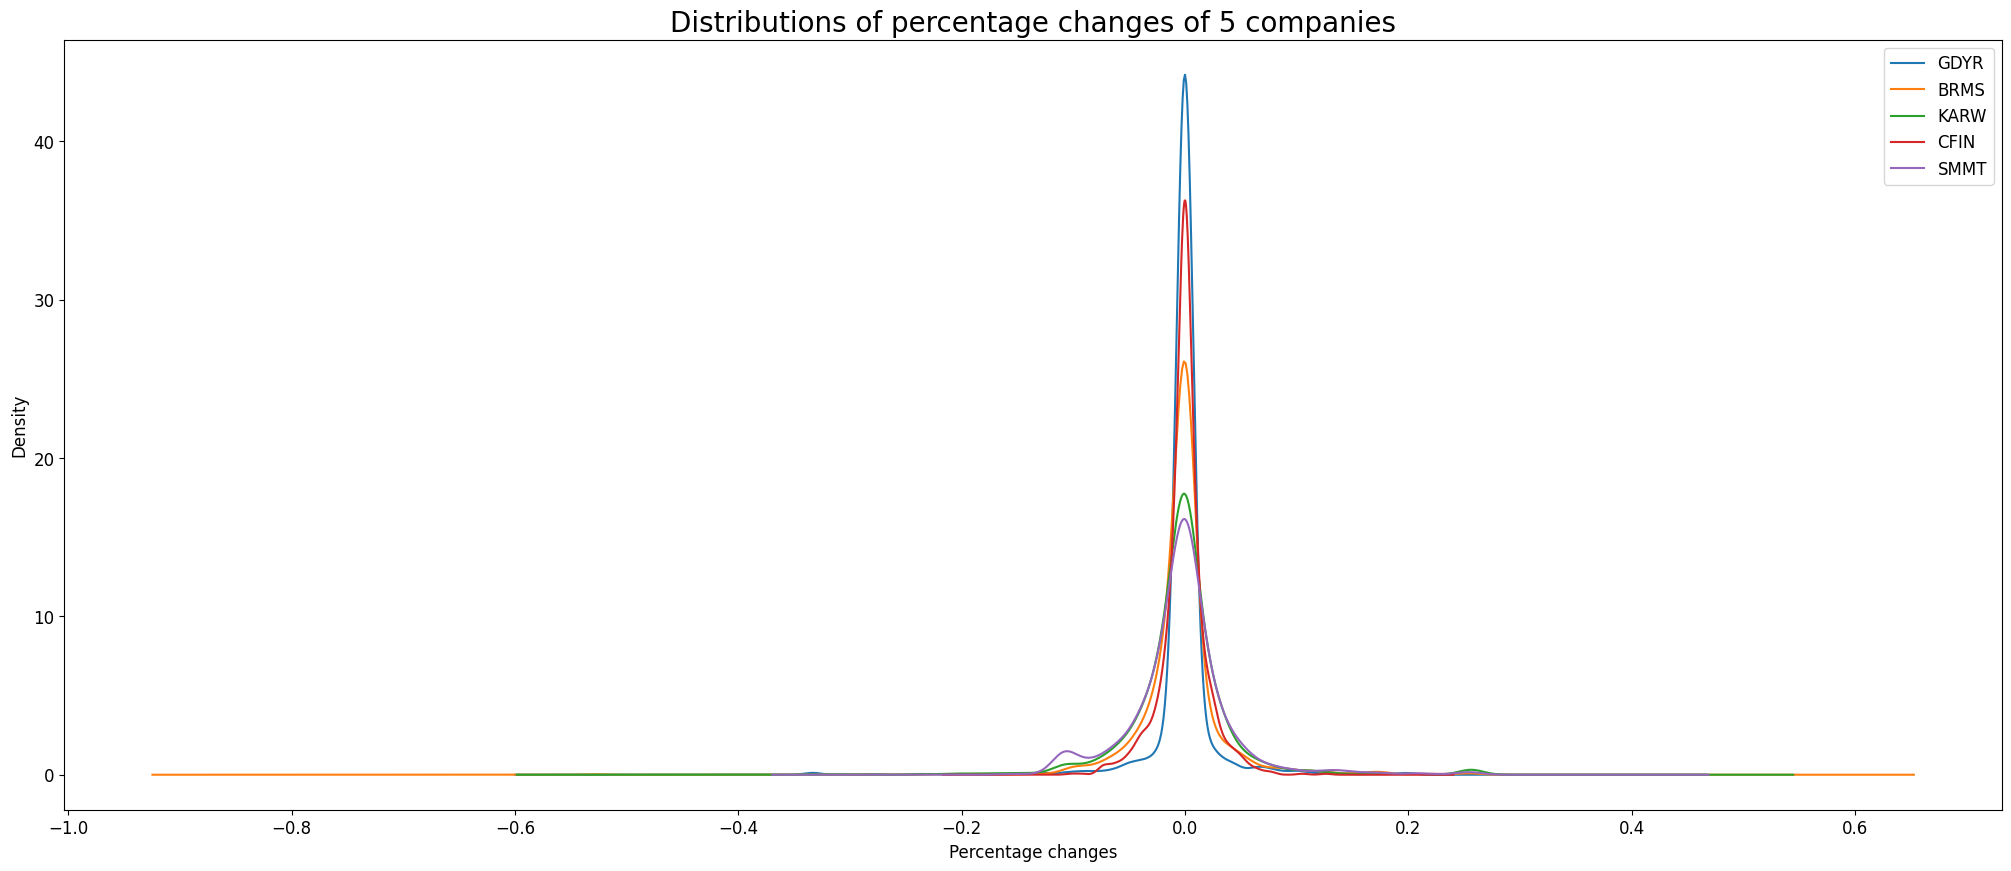 Distributions of percentage changes of 5 companies
GDYR
BRMS
KARW
CFIN
SMMT
40
30
20
10
0
Density
−1.0 −0.8 −0.6 −0.4 −0.2 0.0 0.2 0.4 0.6
Percentage changes